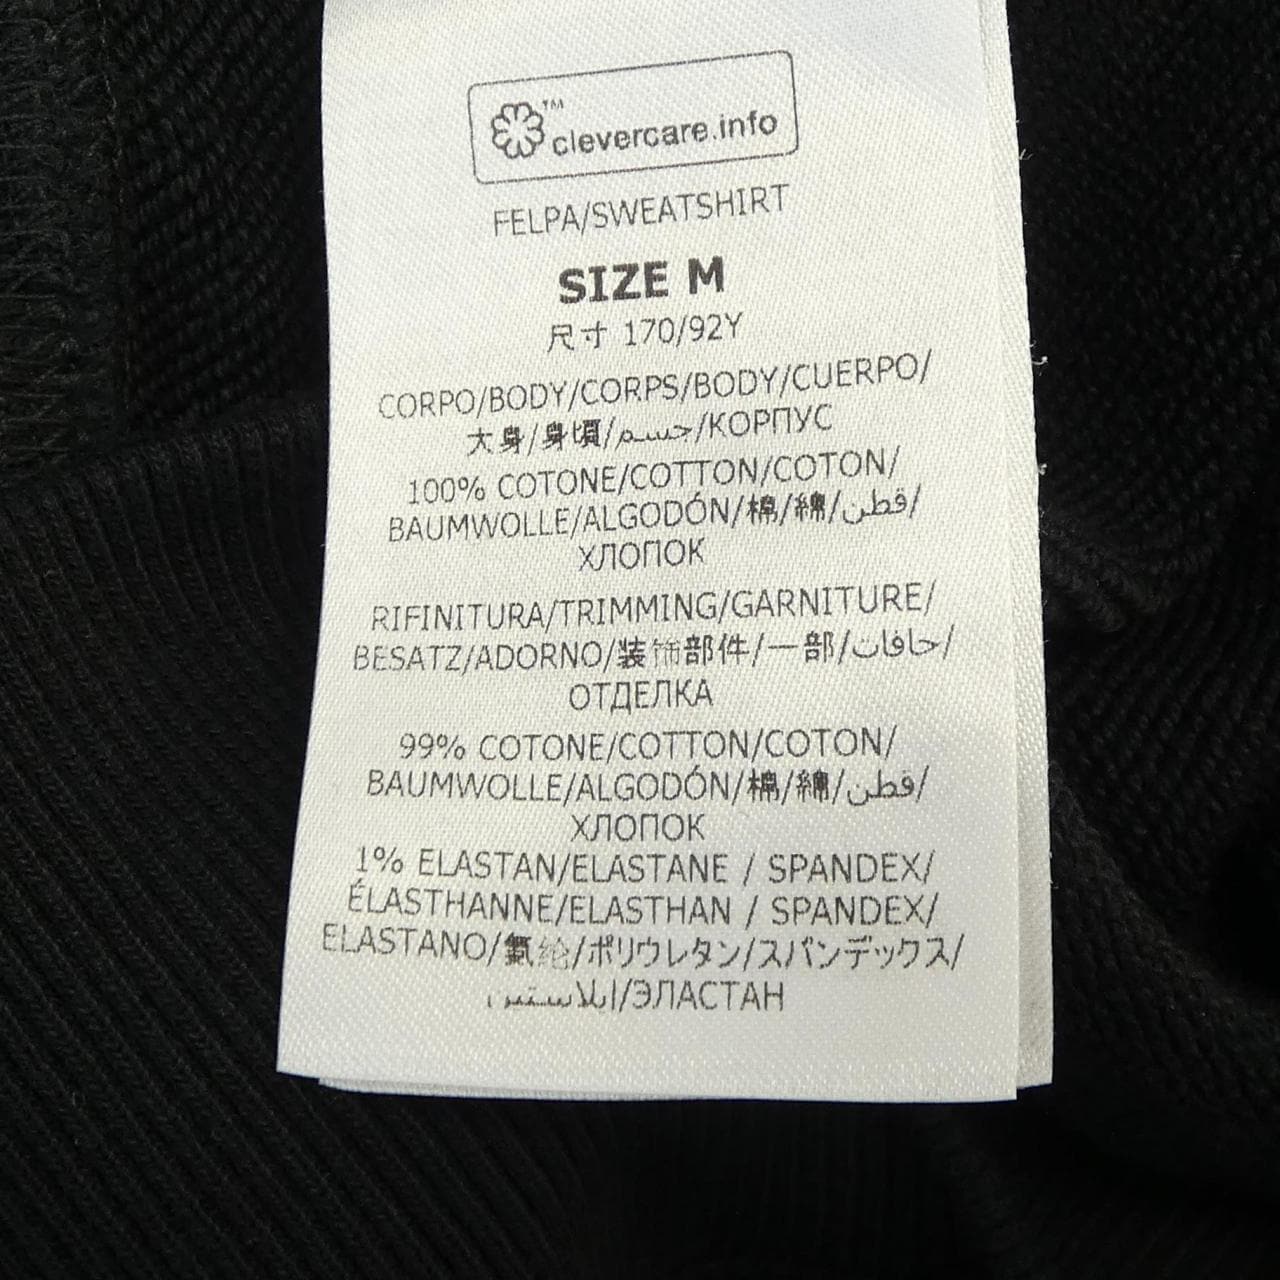 ™ clevercare.info
FELPA/SWEATSHIRT
SIZE M
尺寸 170/92Y
CORPO/BODY/CORPS/BODY/CUERPO/
大身/身頃/جسم/КОРПУС
100% COTONE/COTTON/COTON/
BAUMWOLLE/ALGODÓN/棉/綿/قطن/
ХЛОПОК
RIFINITURA/TRIMMING/GARNITURE/
BESATZ/ADORNO/装饰部件/一部/حافات/
ОТДЕЛКА
99% COTONE/COTTON/COTON/
BAUMWOLLE/ALGODÓN/棉/綿/قطن/
ХЛОПОК
1% ELASTAN/ELASTANE / SPANDEX/
ÉLASTHANNE/ELASTHAN / SPANDEX/
ELASTANO/氨纶/ポリウレタン/スパンデックス/
ايلاستين/ЭЛАСТАН